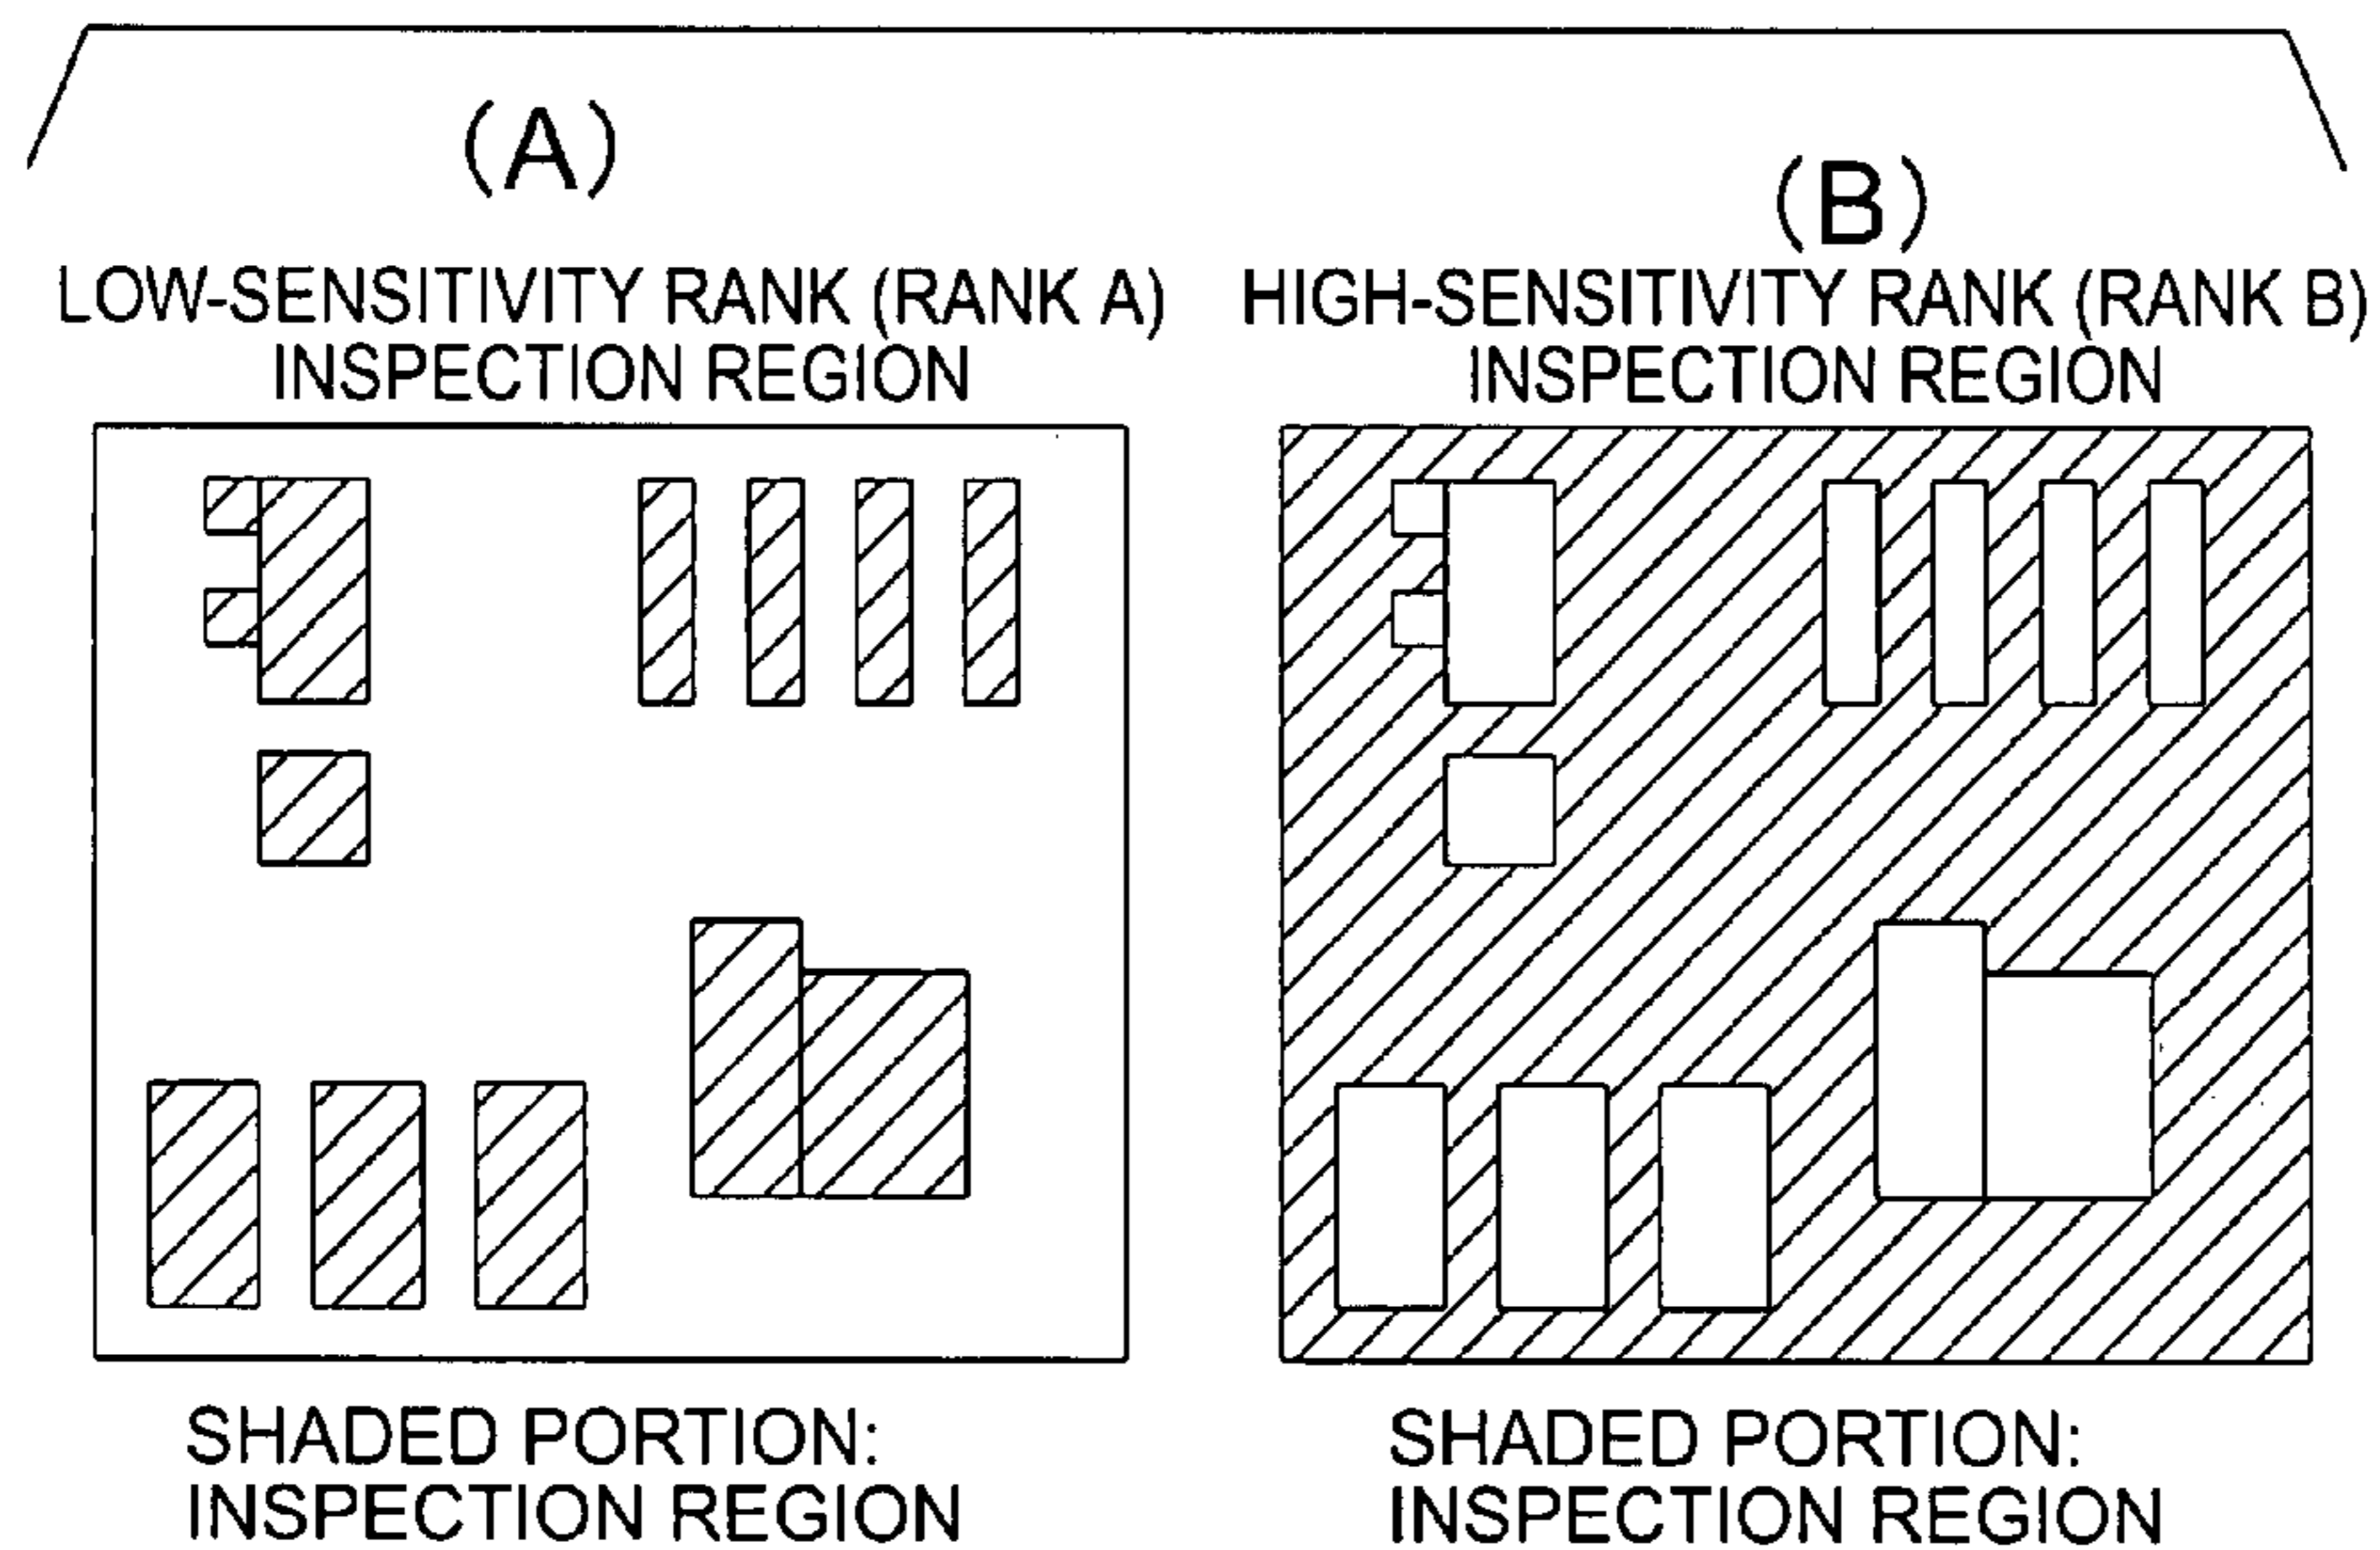 (A)
LOW-SENSITIVITY RANK (RANK A)
INSPECTION REGION
SHADED PORTION:
INSPECTION REGION
(B)
HIGH-SENSITIVITY RANK (RANK B)
INSPECTION REGION
SHADED PORTION:
INSPECTION REGION